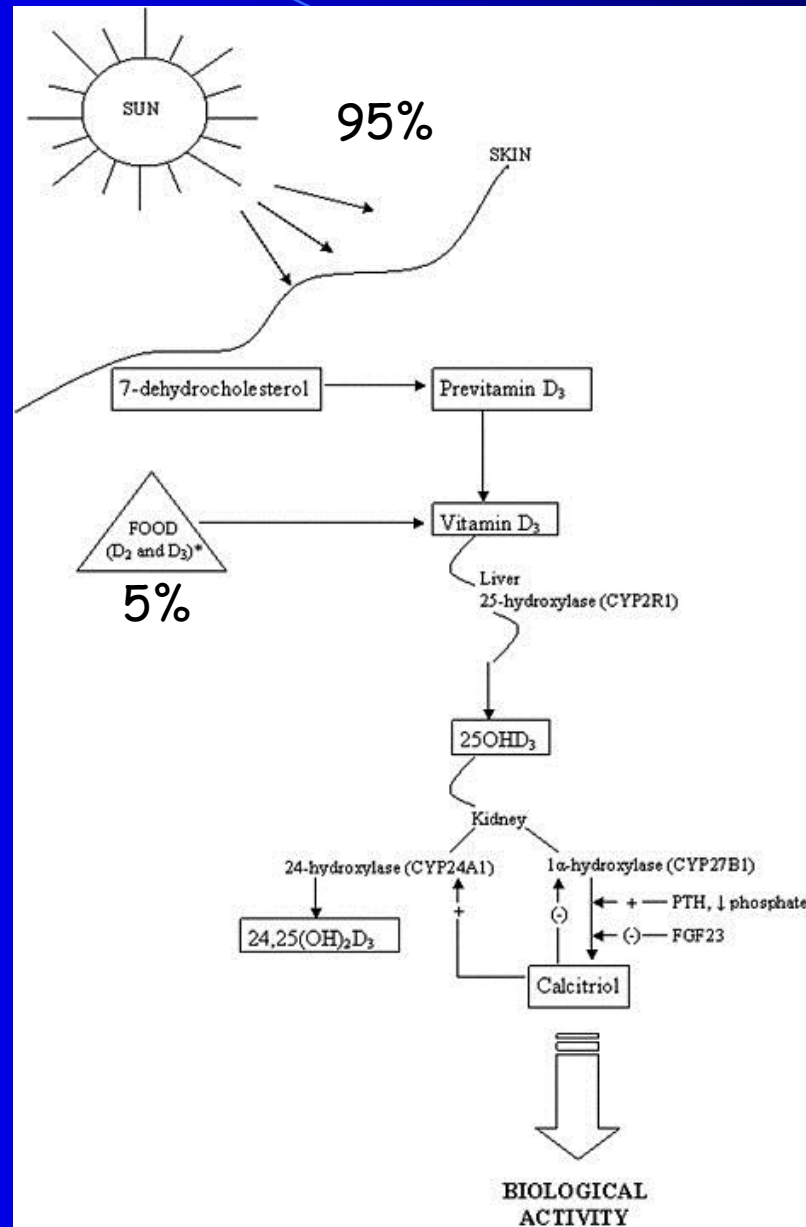 SUN
95%
SKIN
7-dehydrocholesterol
Previtamin D₃
FOOD
(D₂ and D₃)*
5%
Vitamin D₃
Liver
25-hydroxylase (CYP2R1)
25OHD₃
Kidney
24-hydroxylase (CYP24A1)
1α-hydroxylase (CYP27B1)
+
(-)
+
PTH, ↓ phosphate
(-)
FGF23
24,25(OH)₂D₃
Calcitriol
BIOLOGICAL
ACTIVITY